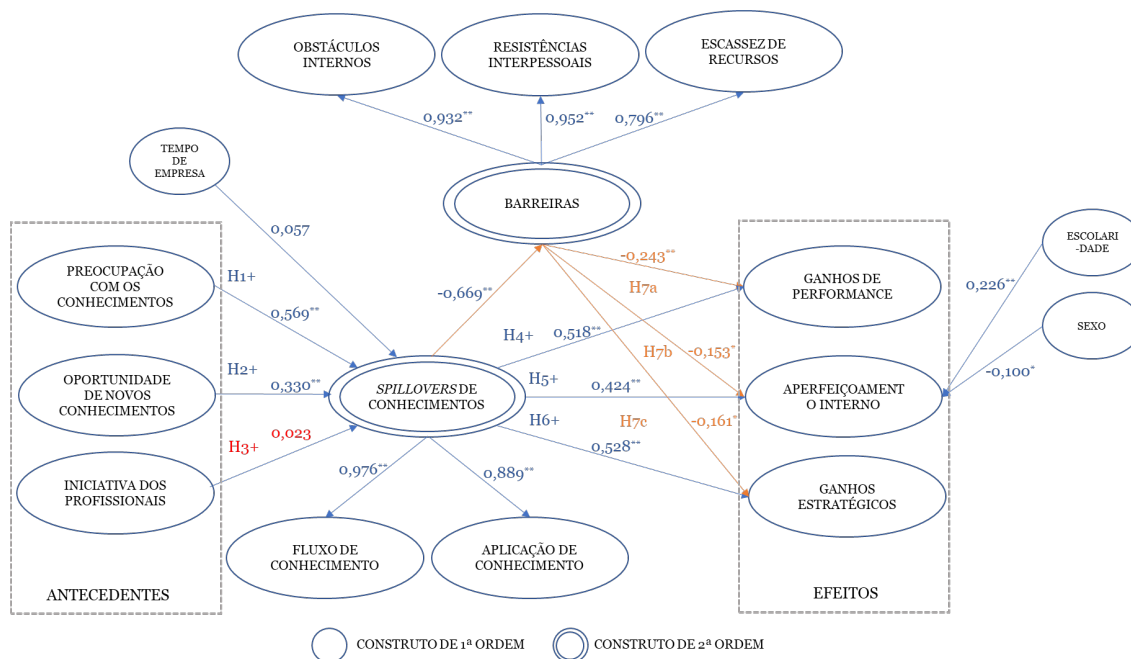 OBSTÁCULOS
INTERNOS
RESISTÊNCIAS
INTERPESSOAIS
ESCASSEZ DE
RECURSOS
0,932**
0,952**
0,796**
TEMPO
DE
EMPRESA
BARREIRAS
0,057
ESCOLARI
-DADE
PREOCUPAÇÃO
COM OS
CONHECIMENTOS
H1+
0,569**
-0,669**
-0,243**
H7a
GANHOS DE
PERFORMANCE
0,226**
SEXO
H4+
0,518**
H7b
-0,153*
-0,100*
OPORTUNIDADE
DE NOVOS
CONHECIMENTOS
H2+
0,330**
SPILLOVERS DE
CONHECIMENTOS
H5+
0,424**
APERFEIÇOAMENT
O INTERNO
H6+
H7c
-0,161*
0,528**
H3+
0,023
INICIATIVA DOS
PROFISSIONAIS
0,976**
0,889**
GANHOS
ESTRATÉGICOS
FLUXO DE
CONHECIMENTO
APLICAÇÃO DE
CONHECIMENTO
ANTECEDENTES
EFEITOS
CONSTRUTO DE 1ª ORDEM
CONSTRUTO DE 2ª ORDEM